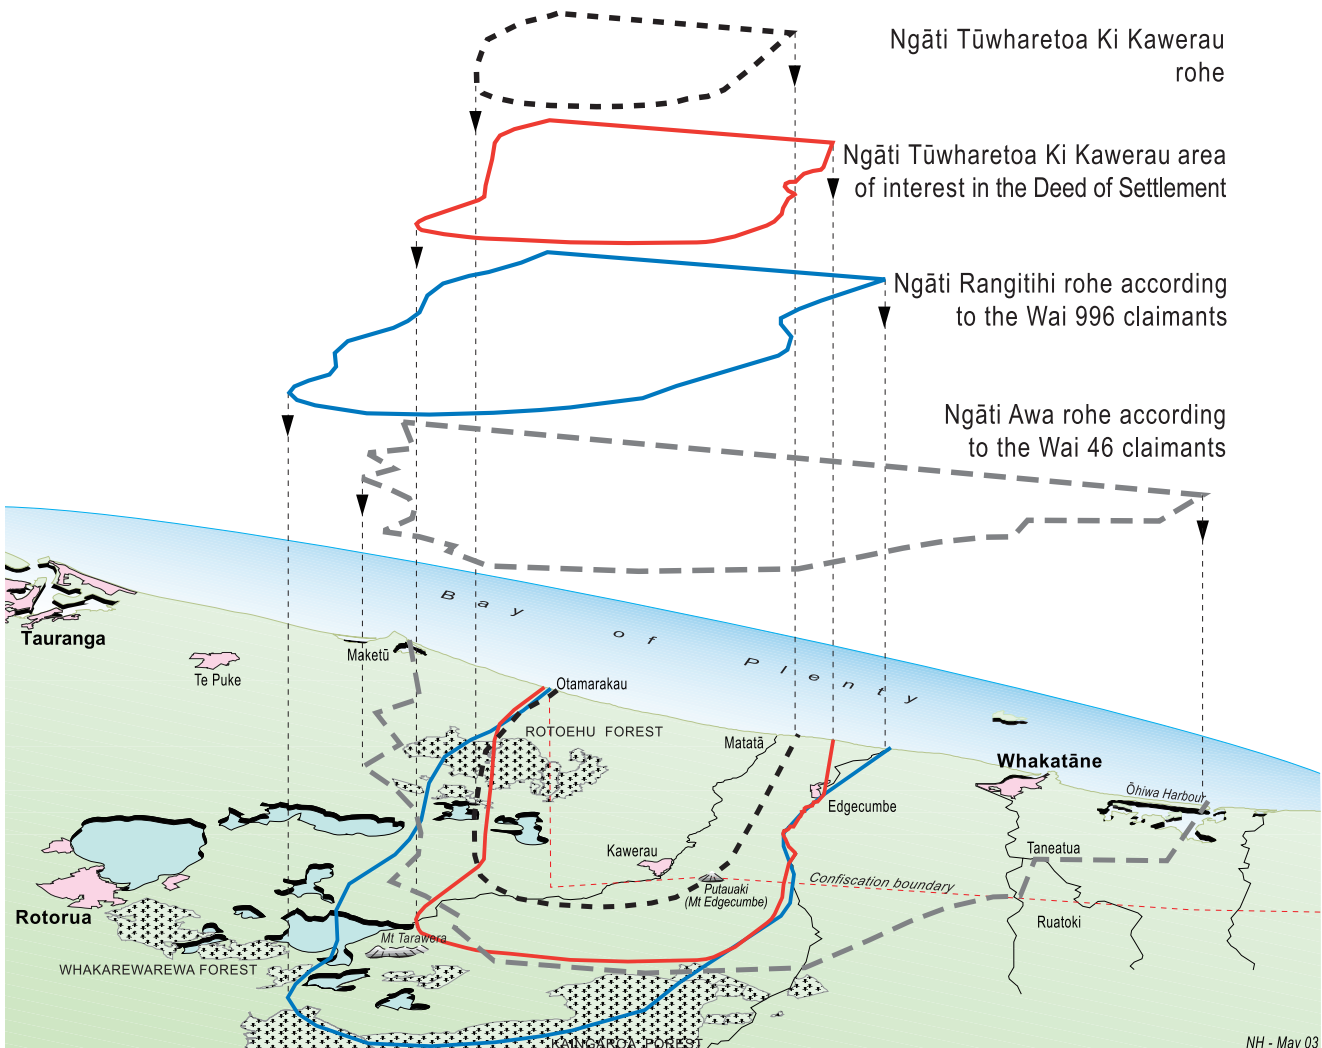 Ngāti Tūwharetoa Ki Kawerau
rohe
Ngāti Tūwharetoa Ki Kawerau area
of interest in the Deed of Settlement
Ngāti Rangitihi rohe according
to the Wai 996 claimants
Ngāti Awa rohe according
to the Wai 46 claimants
Bay of Plenty
Tauranga
Maketū
Te Puke
Otamarakau
ROTOEHU FOREST
Matatā
Whakatāne
Ōhiwa Harbour
Edgecumbe
Kawerau
Taneatua
Putauaki
(Mt Edgecumbe)
Confiscation boundary
Rotorua
Ruatoki
Mt Tarawera
WHAKAREWAREWA FOREST
KAINGAROA FOREST
NH - May 03